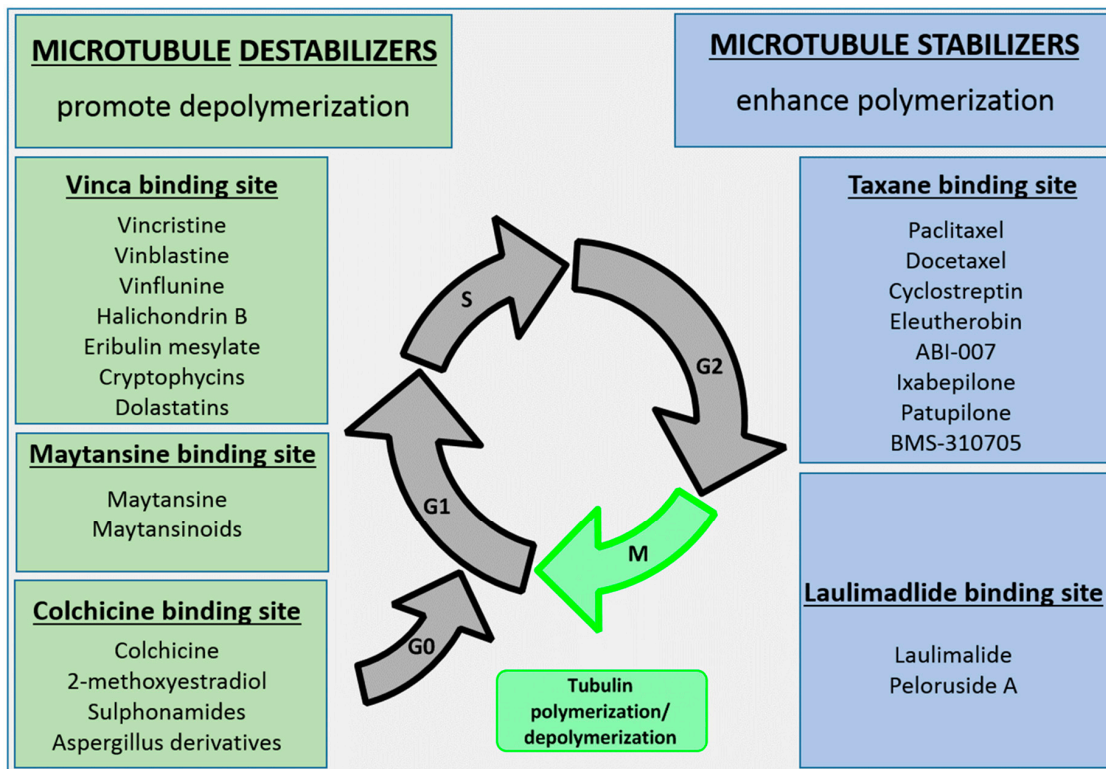 MICROTUBULE DESTABILIZERS
promote depolymerization
MICROTUBULE STABILIZERS
enhance polymerization
Vinca binding site
Vincristine
Vinblastine
Vinflunine
Halichondrin B
Eribulin mesylate
Cryptophycins
Dolastatins
Maytansine binding site
Maytansine
Maytansinoids
Colchicine binding site
Colchicine
2-methoxyestradiol
Sulphonamides
Aspergillus derivatives
S
G2
G1
M
G0
Tubulin
polymerization/
depolymerization
Taxane binding site
Paclitaxel
Docetaxel
Cyclostreptin
Eleutherobin
ABI-007
Ixabepilone
Patupilone
BMS-310705
Laulimadlide binding site
Laulimalide
Peloruside A